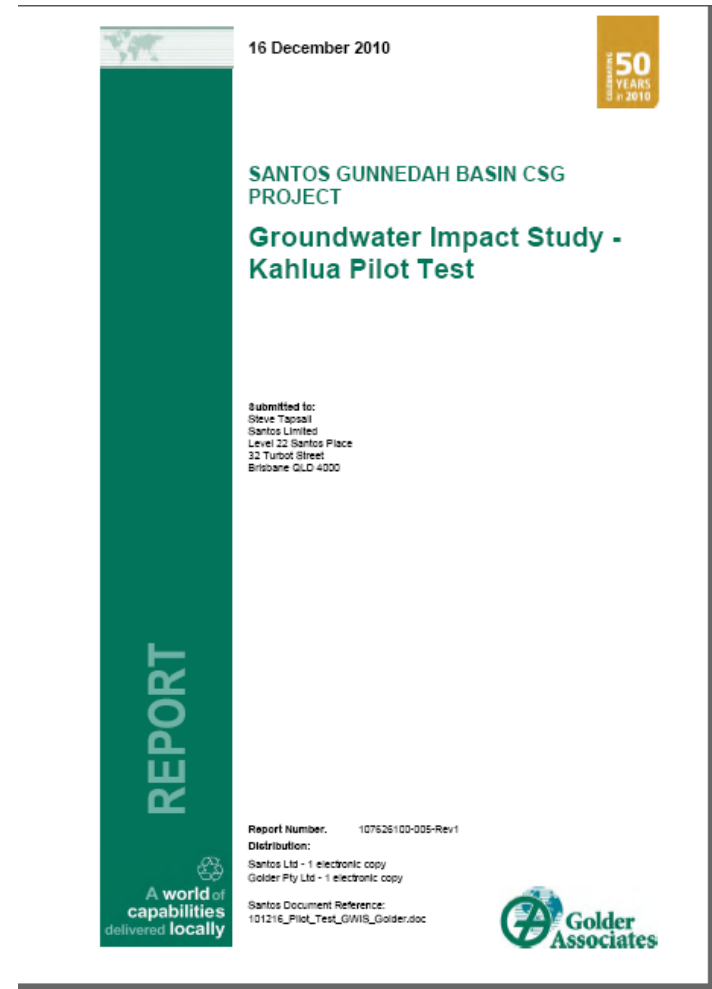 16 December 2010
CELEBRATING
50
YEARS
in 2010
SANTOS GUNNEDAH BASIN CSG
PROJECT
Groundwater Impact Study -
Kahlua Pilot Test
Submitted to:
Steve Tapsall
Santos Limited
Level 22 Santos Place
32 Turbot Street
Brisbane QLD 4000
REPORT
Report Number. 107626100-005-Rev1
Distribution:
Santos Ltd - 1 electronic copy
Golder Pty Ltd - 1 electronic copy
Santos Document Reference:
101216_Pilot_Test_GWIS_Golder.doc
A world of
capabilities
delivered locally
Golder
Associates